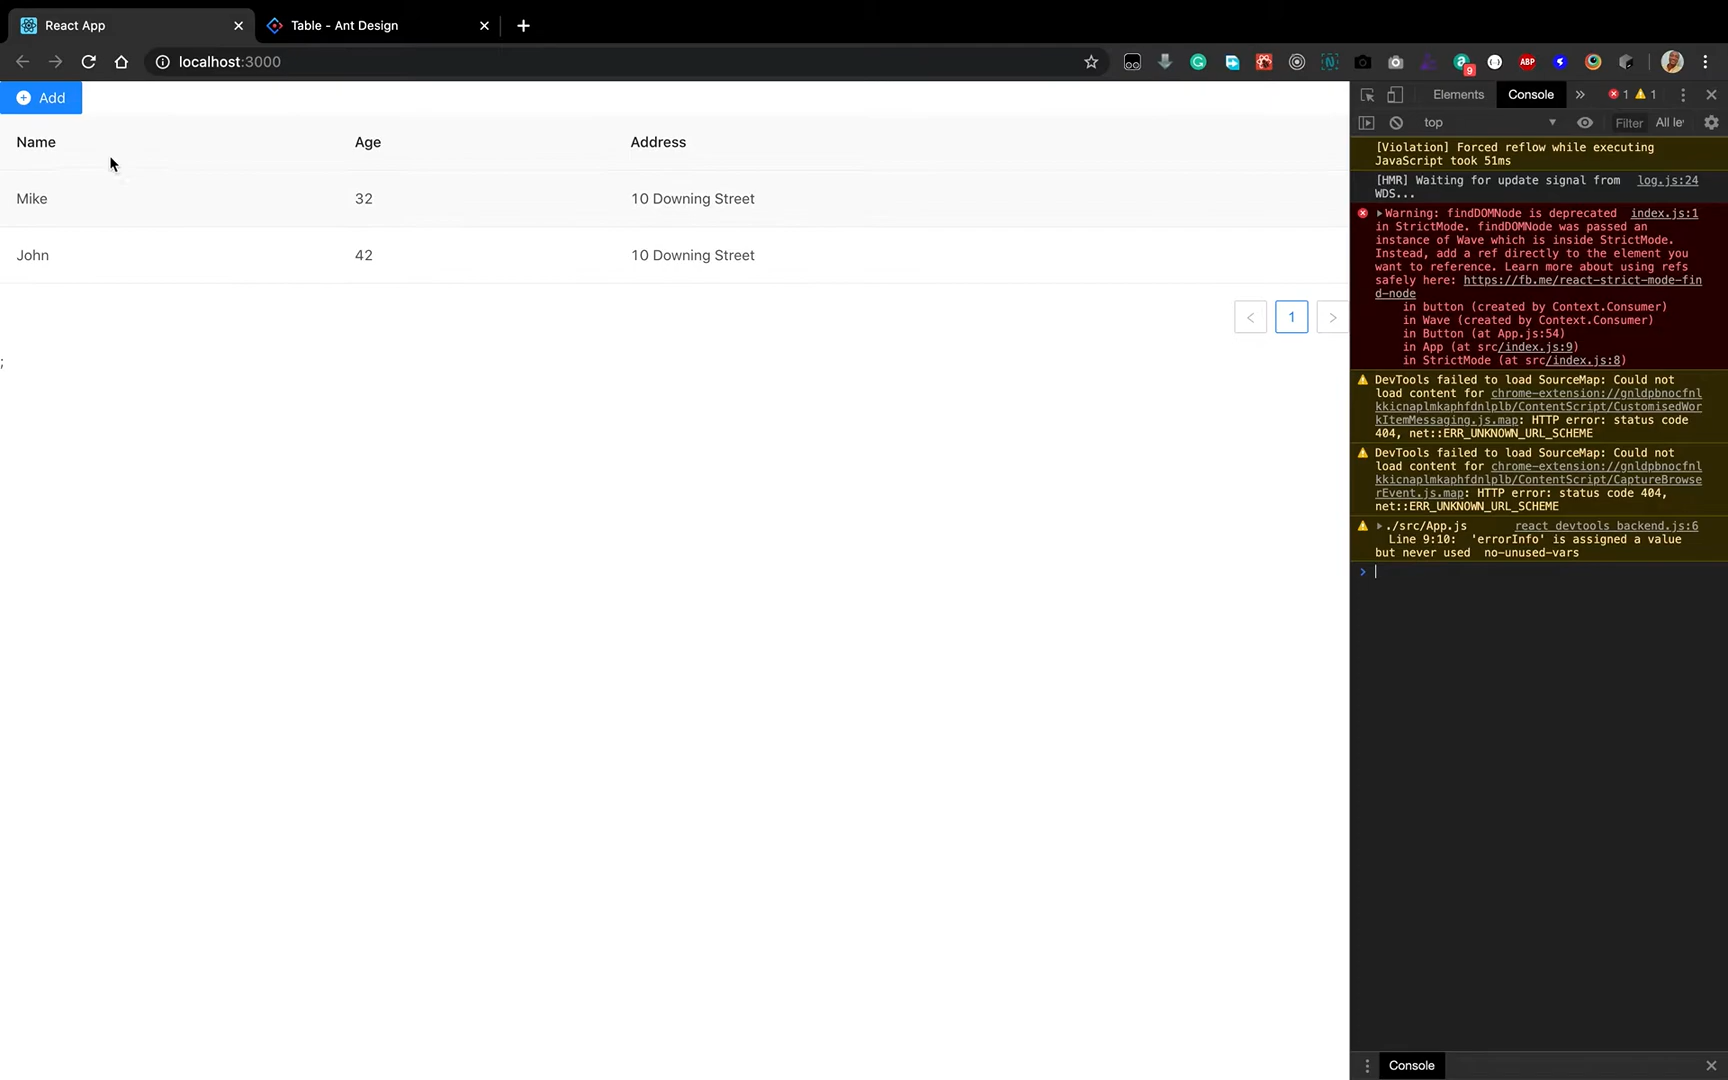 React App
Table - Ant Design
localhost:3000
9
ABP
Add
Name Age Address
Mike 32 10 Downing Street
John 42 10 Downing Street
< 1 >
;
Elements Console » 1 1
top Filter All le
[Violation] Forced reflow while executing
JavaScript took 51ms
[HMR] Waiting for update signal from log.js:24
WDS...
Warning: findDOMNode is deprecated index.js:1
in StrictMode. findDOMNode was passed an
instance of Wave which is inside StrictMode.
Instead, add a ref directly to the element you
want to reference. Learn more about using refs
safely here: https://fb.me/react-strict-mode-fin
d-node
in button (created by Context.Consumer)
in Wave (created by Context.Consumer)
in Button (at App.js:54)
in App (at src/index.js:9)
in StrictMode (at src/index.js:8)
DevTools failed to load SourceMap: Could not
load content for chrome-extension://gnldpbnocfnl
kkicnaplmkaphfdnlplb/ContentScript/CustomisedWor
kItemMessaging.js.map: HTTP error: status code
404, net::ERR_UNKNOWN_URL_SCHEME
DevTools failed to load SourceMap: Could not
load content for chrome-extension://gnldpbnocfnl
kkicnaplmkaphfdnlplb/ContentScript/CaptureBrowse
rEvent.js.map: HTTP error: status code 404,
net::ERR_UNKNOWN_URL_SCHEME
./src/App.js react_devtools_backend.js:6
Line 9:10: 'errorInfo' is assigned a value
but never used no-unused-vars
>
Console